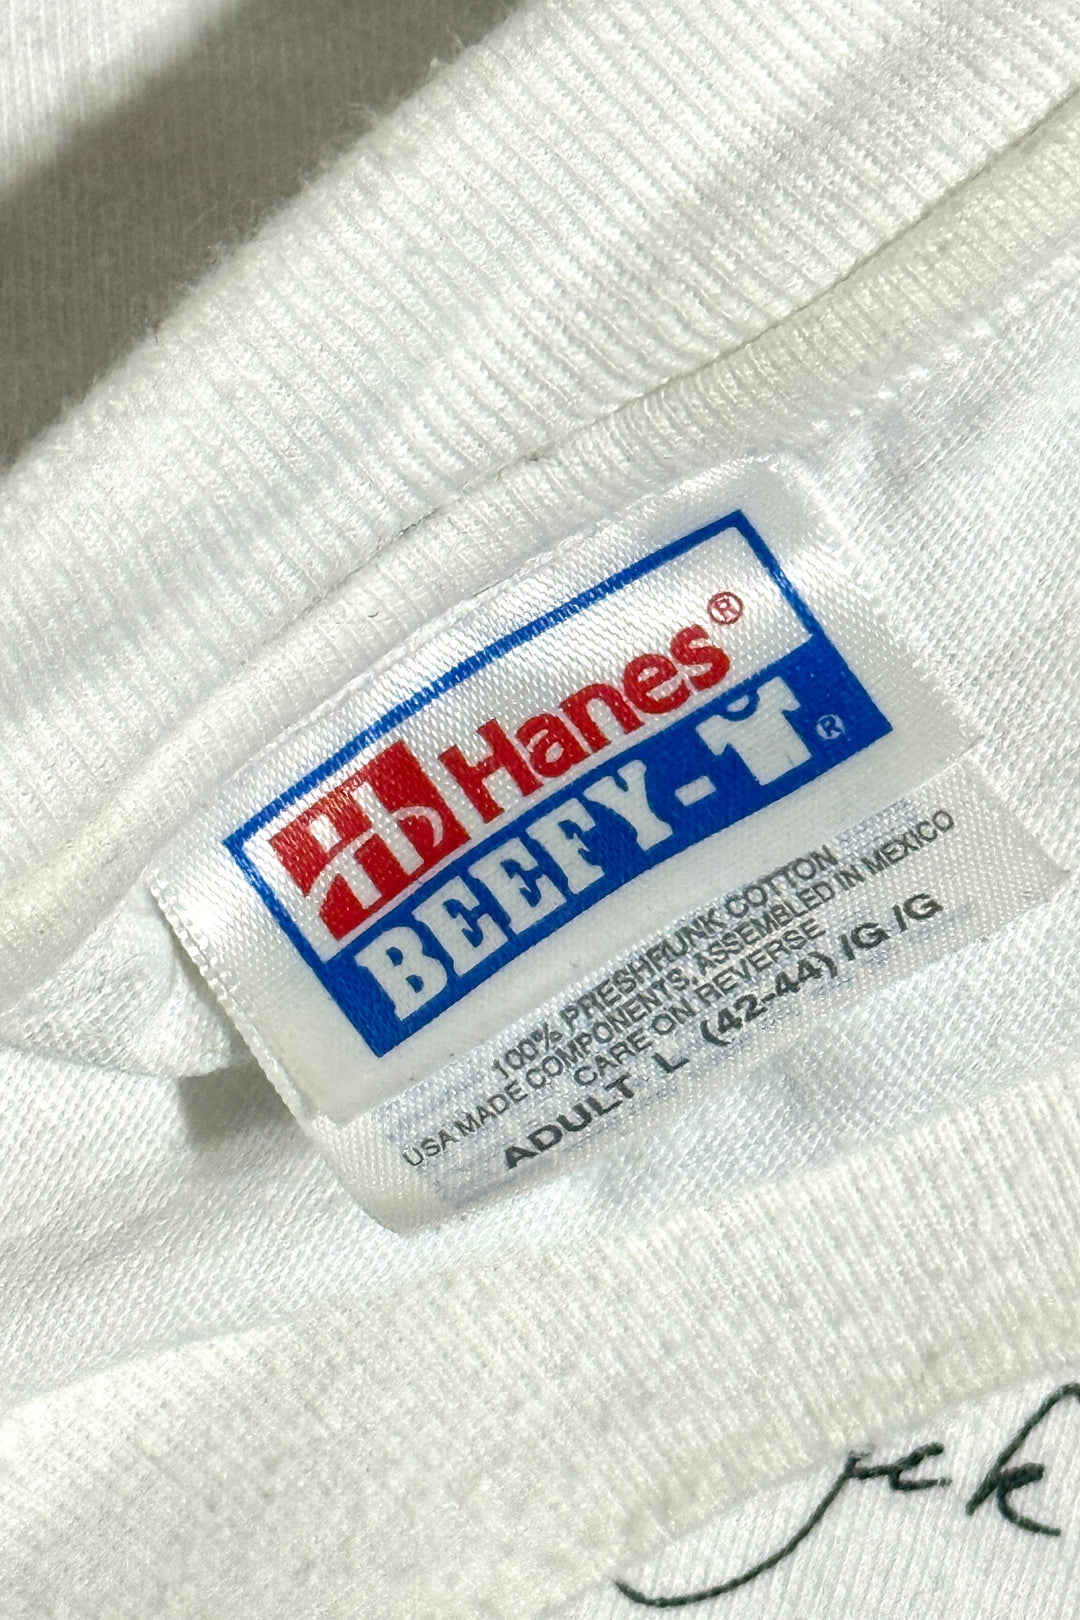 Hanes®
BEEFY-T®
100% PRESHRUNK COTTON
USA MADE COMPONENTS, ASSEMBLED IN MEXICO
CARE ON REVERSE
ADULT L (42-44) /G /G